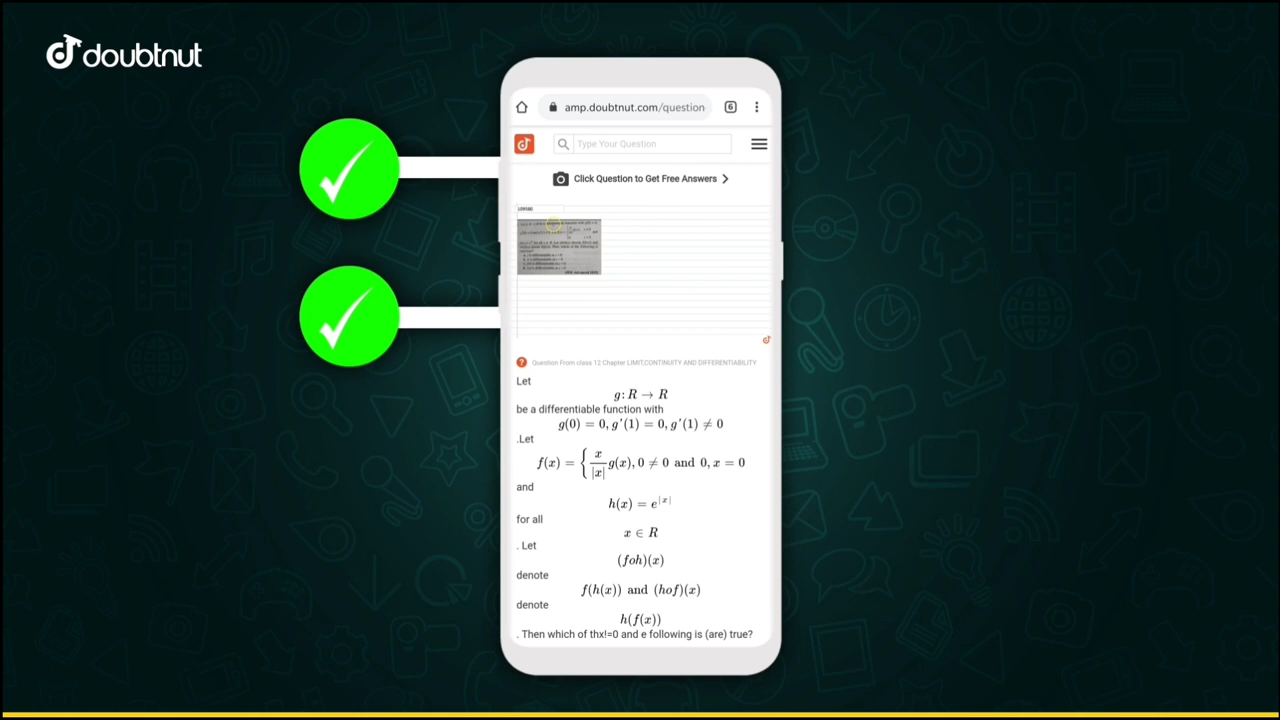 doubtnut
amp.doubtnut.com/question
6
Type Your Question
Click Question to Get Free Answers
Question From class 12 Chapter LIMIT,CONTINUITY AND DIFFERENTIABILITY
Let
g: R → R
be a differentiable function with
g(0) = 0, g'(1) = 0, g'(1) ≠ 0
.Let
f(x) = { x/|x| g(x), 0 ≠ 0 and 0, x = 0
and
h(x) = e^|x|
for all
x ∈ R
. Let
(foh)(x)
denote
f(h(x)) and (hof)(x)
denote
h(f(x))
. Then which of thx!=0 and e following is (are) true?